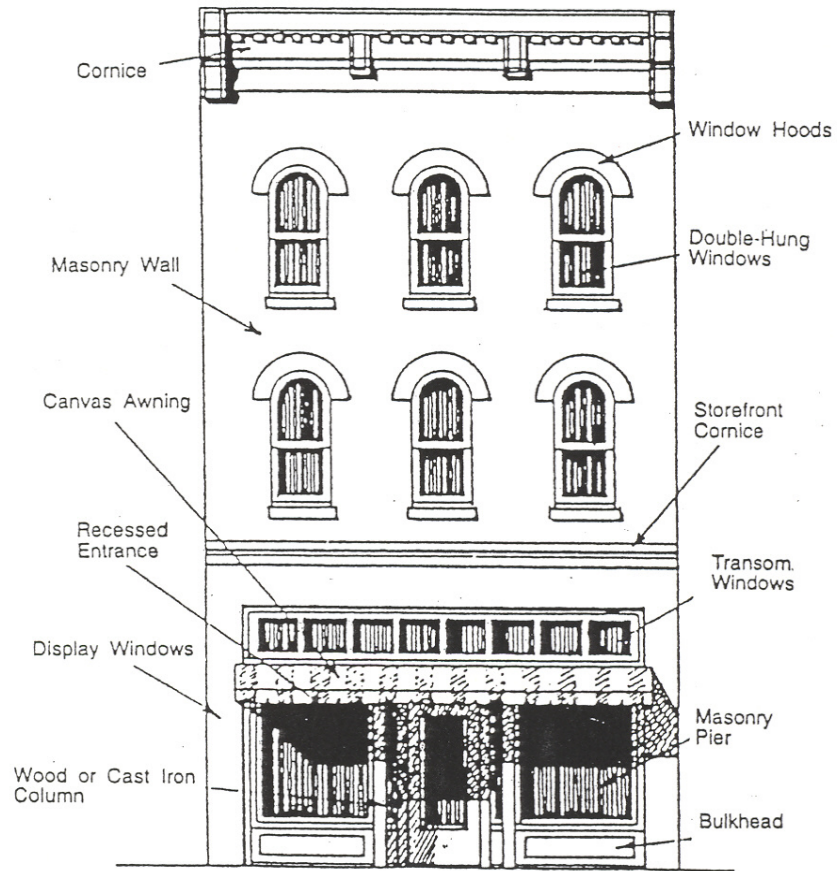 Cornice
Window Hoods
Double-Hung
Windows
Masonry Wall
Canvas Awning
Storefront
Cornice
Recessed
Entrance
Transom.
Windows
Display Windows
Masonry
Pier
Wood or Cast Iron
Column
Bulkhead